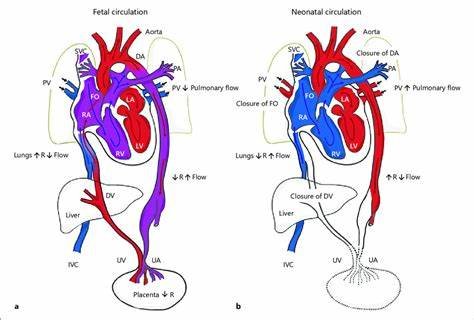 Fetal circulation
Aorta
SVC
DA
PA
PV
PV ↓ Pulmonary flow
FO
LA
RA
LV
RV
Lungs ↑ R ↓ Flow
↓ R ↑ Flow
DV
Liver
IVC
UV
UA
Placenta ↓ R
a
Neonatal circulation
Aorta
SVC
Closure of DA
PA
PV
PV ↑ Pulmonary flow
Closure of FO
FO
LA
RA
LV
RV
Lungs ↓ R ↑ Flow
↑ R ↓ Flow
Closure of DV
Liver
IVC
UV
UA
b